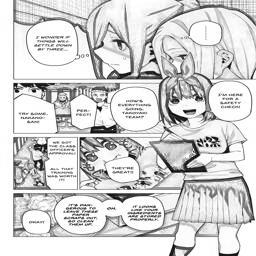 I WONDER IF
THINGS WILL
SETTLE DOWN
BY THREE...
!
I'M HERE FOR
A
SAFETY
CHECK!
HOW'S
EVERYTHING
GOING,
TAKOYAKI
TEAM?
PER-
FECT!
TRY SOME,
NAKANO-
SAN!
THEY'RE
GREAT!
WE GOT
THE CLASS
OFFICER'S
APPROVAL!
ALL THAT
TRAINING
WAS WORTH
IT!
IT LOOKS
LIKE YOUR
INGREDIENTS
ARE STORED
PROPERLY.
OH,
IT'S DAN-
GEROUS TO
LEAVE THESE
PAPER
SCRAPS OUT,
SO CLEAN
THEM UP.
OKAY!